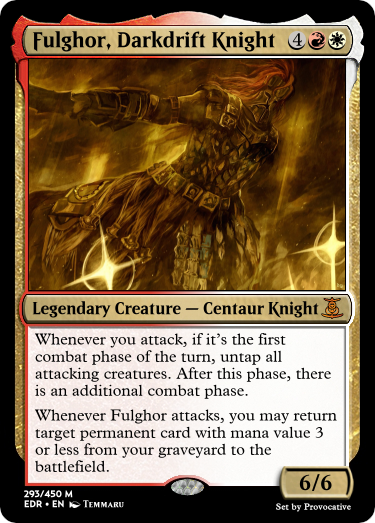 Fulghor, Darkdrift Knight 4
Legendary Creature — Centaur Knight
Whenever you attack, if it's the first
combat phase of the turn, untap all
attacking creatures. After this phase, there
is an additional combat phase.
Whenever Fulghor attacks, you may return
target permanent card with mana value 3
or less from your graveyard to the
battlefield.
6/6
293/450 M
EDR • EN Temmaru
Set by Provocative